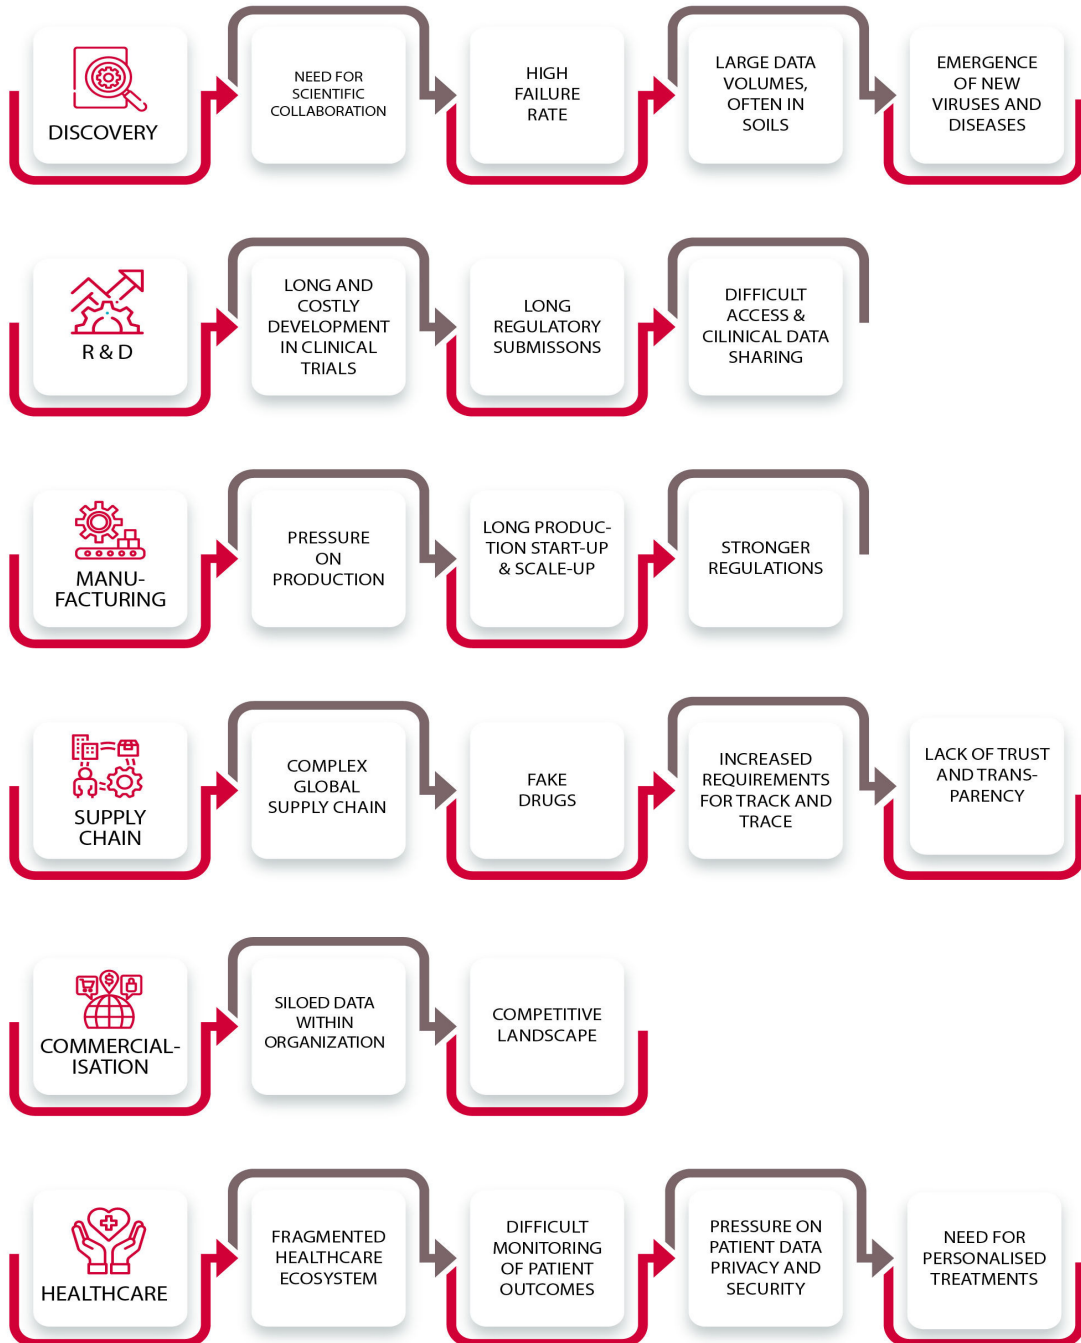 DISCOVERY
NEED FOR
SCIENTIFIC
COLLABORATION
HIGH
FAILURE
RATE
LARGE DATA
VOLUMES,
OFTEN IN
SOILS
EMERGENCE
OF NEW
VIRUSES AND
DISEASES
R & D
LONG AND
COSTLY
DEVELOPMENT
IN CLINICAL
TRIALS
LONG
REGULATORY
SUBMISSONS
DIFFICULT
ACCESS &
CILINICAL DATA
SHARING
MANU-
FACTURING
PRESSURE
ON
PRODUCTION
LONG PRODUC-
TION START-UP
& SCALE-UP
STRONGER
REGULATIONS
SUPPLY
CHAIN
COMPLEX
GLOBAL
SUPPLY CHAIN
FAKE
DRUGS
INCREASED
REQUIREMENTS
FOR TRACK AND
TRACE
LACK OF TRUST
AND TRANS-
PARENCY
$
COMMERCIAL-
ISATION
SILOED DATA
WITHIN
ORGANIZATION
COMPETITIVE
LANDSCAPE
HEALTHCARE
FRAGMENTED
HEALTHCARE
ECOSYSTEM
DIFFICULT
MONITORING
OF PATIENT
OUTCOMES
PRESSURE ON
PATIENT DATA
PRIVACY AND
SECURITY
NEED FOR
PERSONALISED
TREATMENTS